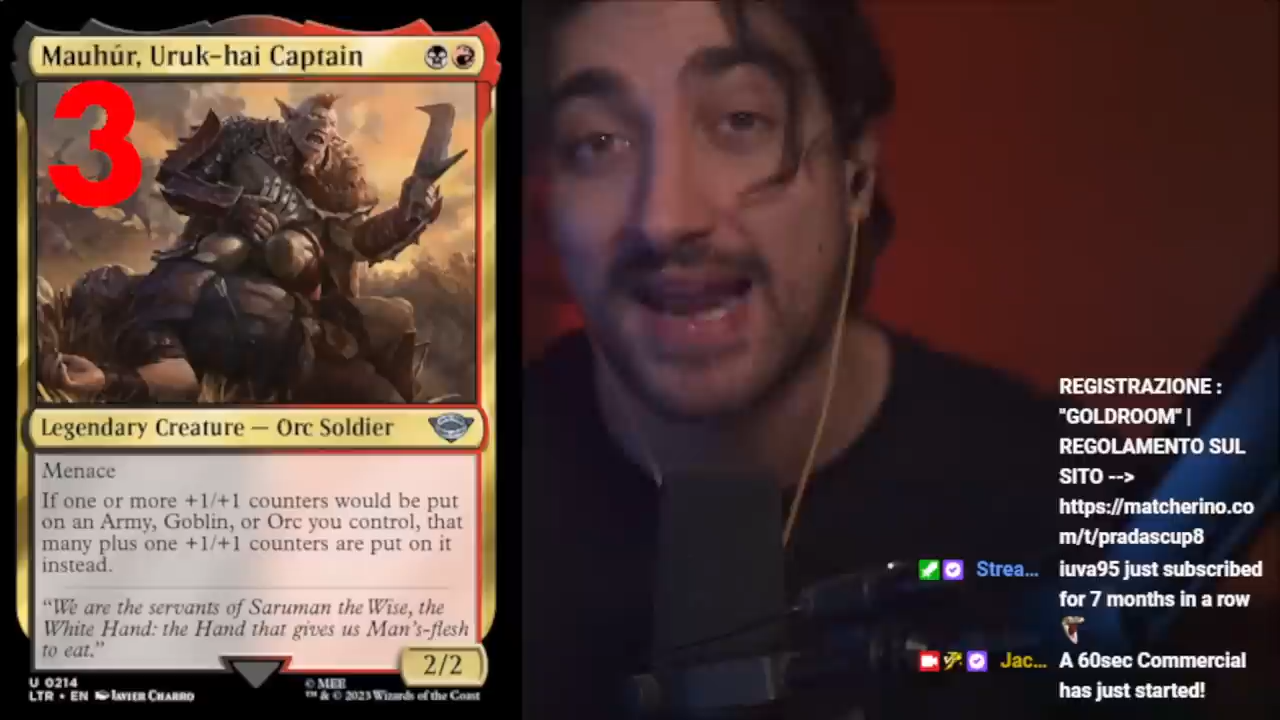 Mauhúr, Uruk-hai Captain
3
Legendary Creature — Orc Soldier
Menace
If one or more +1/+1 counters would be put
on an Army, Goblin, or Orc you control, that
many plus one +1/+1 counters are put on it
instead.
“We are the servants of Saruman the Wise, the
White Hand: the Hand that gives us Man’s-flesh
to eat.”
2/2
U 0214
LTR • EN Javier Charro
© MEE
™ & © 2023 Wizards of the Coast
REGISTRAZIONE :
"GOLDROOM" |
REGOLAMENTO SUL
SITO -->
https://matcherino.co
m/t/pradascup8
Strea... iuva95 just subscribed
for 7 months in a row
Jac... A 60sec Commercial
has just started!